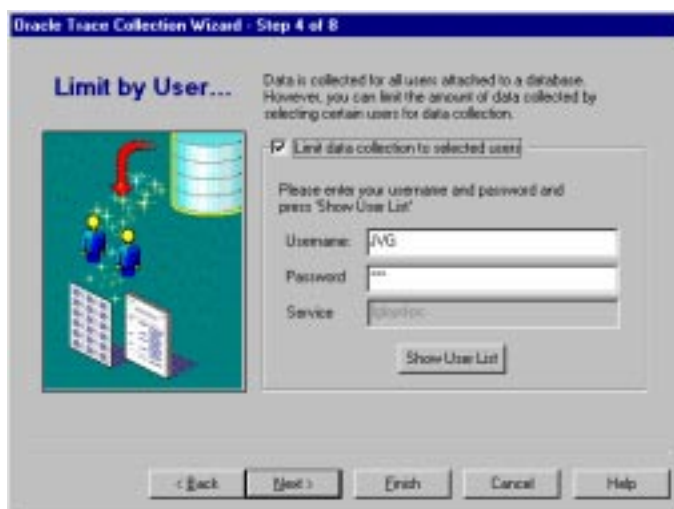 Oracle Trace Collection Wizard - Step 4 of 8
Limit by User...
Data is collected for all users attached to a database.
However, you can limit the amount of data collected by
selecting certain users for data collection.
Limit data collection to selected users
Please enter your username and password and
press 'Show User List'
Username: JVG
Password ***
Service
Show User List
< Back
Next >
Finish
Cancel
Help